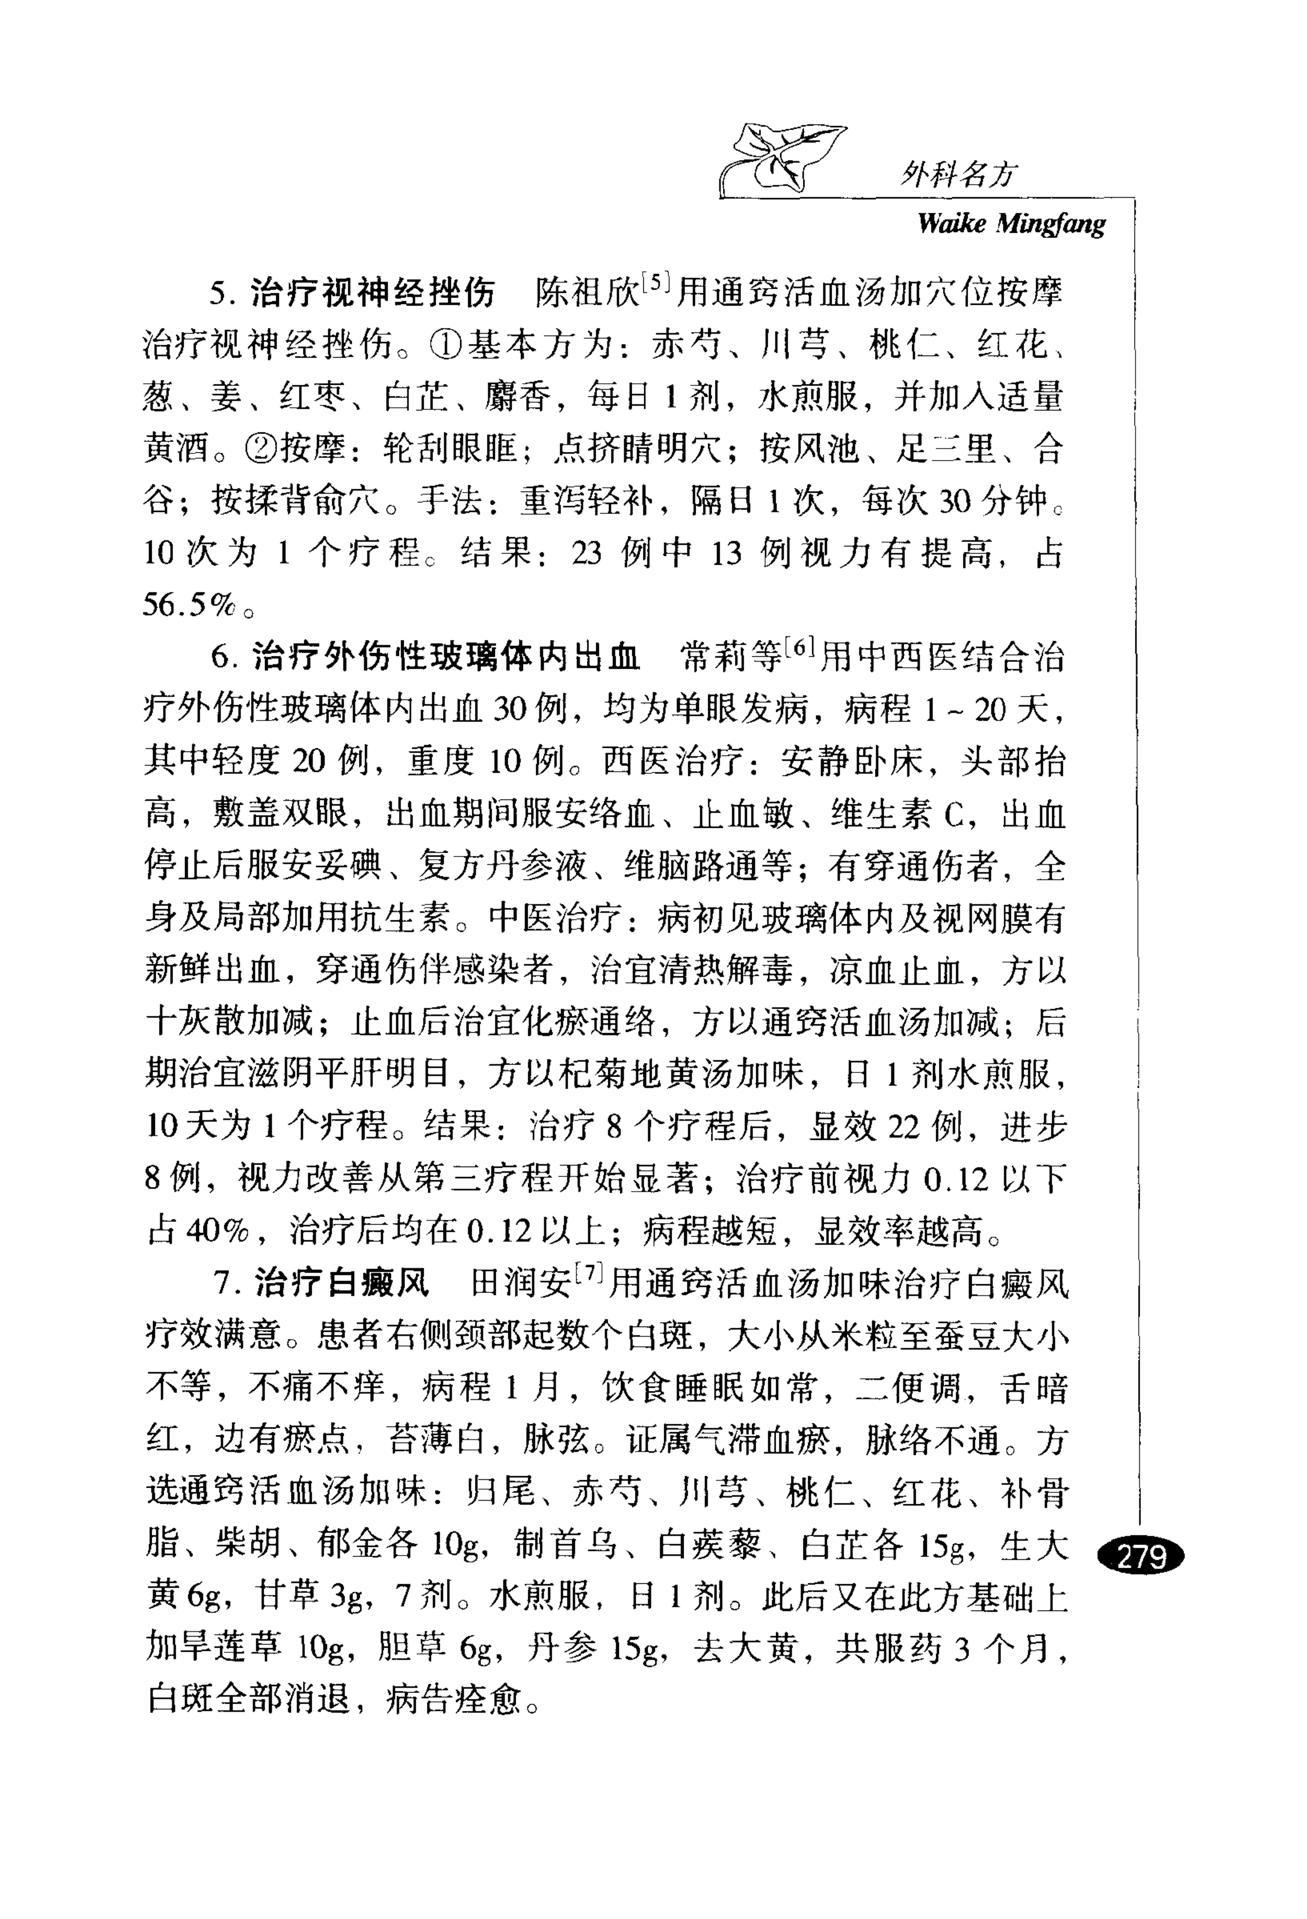 外科名方
Waike Mingfang
5. 治疗视神经挫伤 陈祖欣[5]用通窍活血汤加穴位按摩
治疗视神经挫伤。①基本方为：赤芍、川芎、桃仁、红花、
葱、姜、红枣、白芷、麝香，每日 1 剂，水煎服，并加入适量
黄酒。②按摩：轮刮眼眶；点挤睛明穴；按风池、足三里、合
谷；按揉背俞穴。手法：重泻轻补，隔日 1 次，每次 30 分钟。
10 次为 1 个疗程。结果：23 例中 13 例视力有提高，占
56.5%。
6. 治疗外伤性玻璃体内出血 常莉等[6]用中西医结合治
疗外伤性玻璃体内出血 30 例，均为单眼发病，病程 1 ~ 20 天，
其中轻度 20 例，重度 10 例。西医治疗：安静卧床，头部抬
高，敷盖双眼，出血期间服安络血、止血敏、维生素 C，出血
停止后服安妥碘、复方丹参液、维脑路通等；有穿通伤者，全
身及局部加用抗生素。中医治疗：病初见玻璃体内及视网膜有
新鲜出血，穿通伤伴感染者，治宜清热解毒，凉血止血，方以
十灰散加减；止血后治宜化瘀通络，方以通窍活血汤加减；后
期治宜滋阴平肝明目，方以杞菊地黄汤加味，日 1 剂水煎服，
10 天为 1 个疗程。结果：治疗 8 个疗程后，显效 22 例，进步
8 例，视力改善从第三疗程开始显著；治疗前视力 0.12 以下
占 40%，治疗后均在 0.12 以上；病程越短，显效率越高。
7. 治疗白癜风 田润安[7]用通窍活血汤加味治疗白癜风
疗效满意。患者右侧颈部起数个白斑，大小从米粒至蚕豆大小
不等，不痛不痒，病程 1 月，饮食睡眠如常，二便调，舌暗
红，边有瘀点，苔薄白，脉弦。证属气滞血瘀，脉络不通。方
选通窍活血汤加味：归尾、赤芍、川芎、桃仁、红花、补骨
脂、柴胡、郁金各 10g，制首乌、白蒺藜、白芷各 15g，生大
黄 6g，甘草 3g，7 剂。水煎服，日 1 剂。此后又在此方基础上
加旱莲草 10g，胆草 6g，丹参 15g，去大黄，共服药 3 个月，
白斑全部消退，病告痊愈。
279